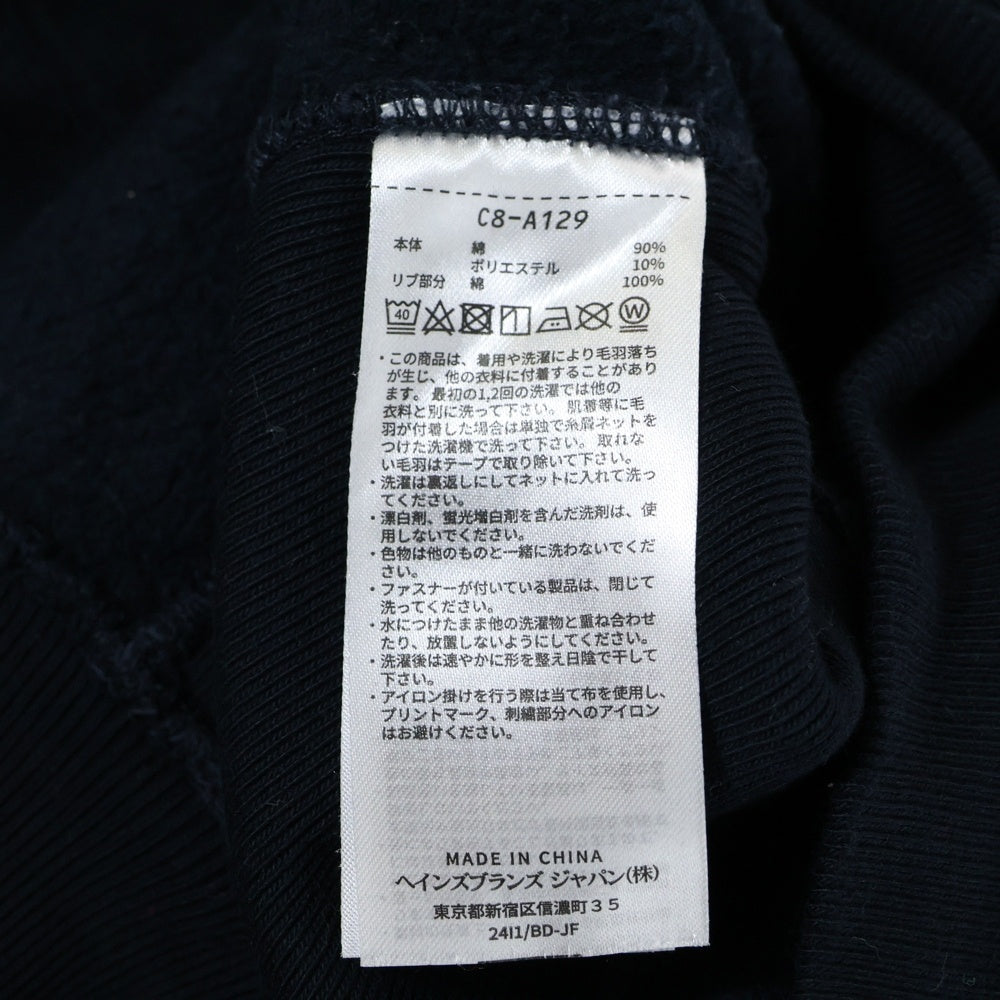 C8-A129
本体 綿 90%
ポリエステル 10%
リブ部分 綿 100%
40 W
・この商品は、着用や洗濯により毛羽落ち
が生じ、他の衣料に付着することがあり
ます。最初の1,2回の洗濯では他の
衣料と別に洗って下さい。肌着等に毛
羽が付着した場合は単独で糸屑ネットを
つけた洗濯機で洗って下さい。取れな
い毛羽はテープで取り除いて下さい。
・洗濯は裏返しにしてネットに入れて洗っ
てください。
・漂白剤、蛍光増白剤を含んだ洗剤は、使
用しないでください。
・色物は他のものと一緒に洗わないでくだ
さい。
・ファスナーが付いている製品は、閉じて
洗ってください。
・水につけたまま他の洗濯物と重ね合わせ
たり、放置しないようにしてください。
・洗濯後は速やかに形を整え日陰で干して
下さい。
・アイロン掛けを行う際は当て布を使用し、
プリントマーク、刺繍部分へのアイロン
はお避けください。
MADE IN CHINA
ヘインズブランズ ジャパン(株)
東京都新宿区信濃町35
24I1/BD-JF